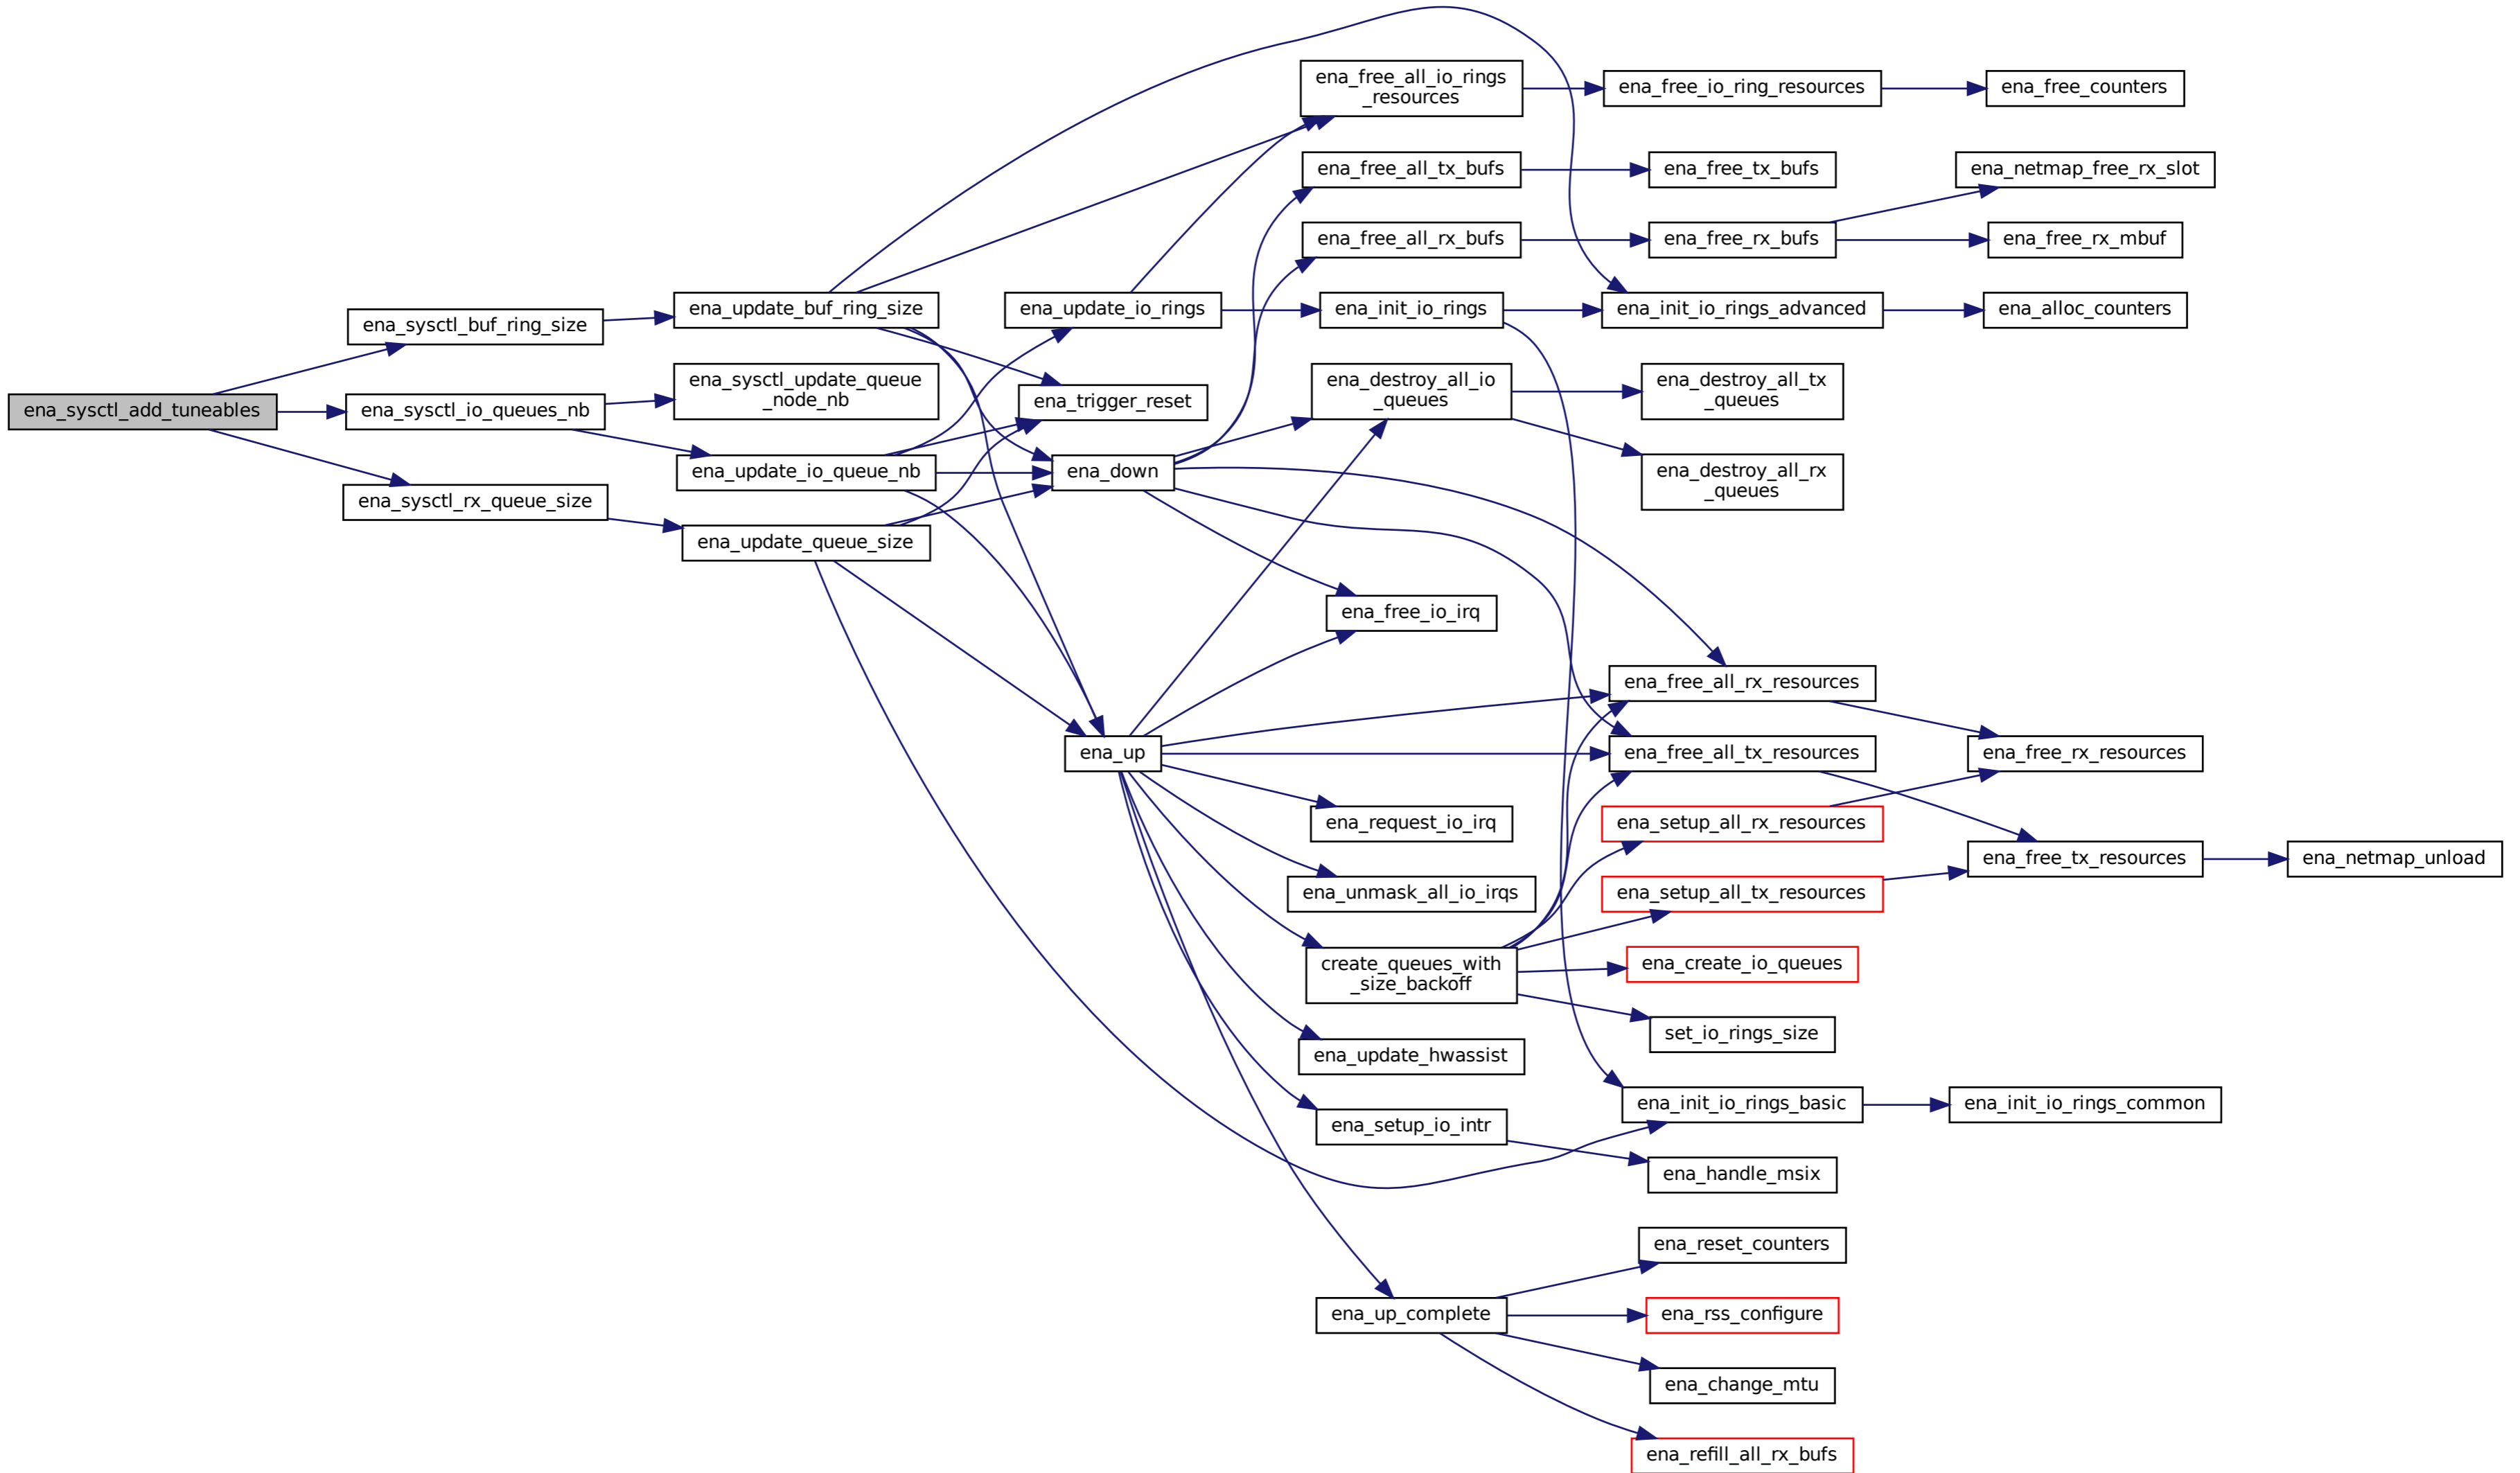 ena_sysctl_add_tuneables
ena_sysctl_buf_ring_size
ena_sysctl_io_queues_nb
ena_sysctl_rx_queue_size
ena_update_buf_ring_size
ena_sysctl_update_queue
_node_nb
ena_update_io_queue_nb
ena_update_queue_size
ena_update_io_rings
ena_trigger_reset
ena_down
ena_up
ena_free_all_io_rings
_resources
ena_free_all_tx_bufs
ena_free_all_rx_bufs
ena_init_io_rings
ena_destroy_all_io
_queues
ena_free_io_irq
ena_request_io_irq
ena_unmask_all_io_irqs
create_queues_with
_size_backoff
ena_update_hwassist
ena_setup_io_intr
ena_up_complete
ena_free_io_ring_resources
ena_free_tx_bufs
ena_free_rx_bufs
ena_init_io_rings_advanced
ena_destroy_all_tx
_queues
ena_destroy_all_rx
_queues
ena_free_all_rx_resources
ena_free_all_tx_resources
ena_setup_all_rx_resources
ena_setup_all_tx_resources
ena_create_io_queues
set_io_rings_size
ena_init_io_rings_basic
ena_handle_msix
ena_reset_counters
ena_rss_configure
ena_change_mtu
ena_refill_all_rx_bufs
ena_free_counters
ena_netmap_free_rx_slot
ena_free_rx_mbuf
ena_alloc_counters
ena_free_rx_resources
ena_free_tx_resources
ena_init_io_rings_common
ena_netmap_unload